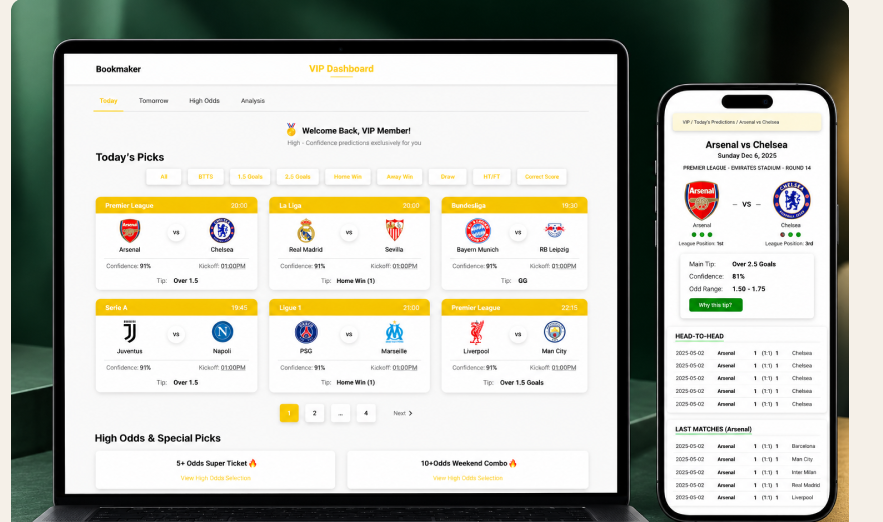 Bookmaker
VIP Dashboard
Today Tomorrow High Odds Analysis
Welcome Back, VIP Member!
High - Confidence predictions exclusively for you
Today's Picks
All BTTS 1.5 Goals 2.5 Goals Home Win Away Win Draw HT/FT Correct Score
Premier League 20:00
Arsenal
VS
Arsenal Chelsea
Confidence: 91% Kickoff: 01:00PM
Tip: Over 1.5
La Liga 20:00
VS
Real Madrid Sevilla
Confidence: 91% Kickoff: 01:00PM
Tip: Home Win (1)
Bundesliga 19:30
VS
Bayern Munich RB Leipzig
Confidence: 91% Kickoff: 01:00PM
Tip: GG
Serie A 19:45
VS
Juventus Napoli
Confidence: 91% Kickoff: 01:00PM
Tip: Over 1.5
Ligue 1 21:00
VS
PSG Marseille
Confidence: 91% Kickoff: 01:00PM
Tip: Home Win (1)
Premier League 22:15
VS
Liverpool Man City
Confidence: 91% Kickoff: 01:00PM
Tip: Over 1.5 Goals
1 2 ... 4 Next >
High Odds & Special Picks
5+ Odds Super Ticket
View High Odds Selection
10+Odds Weekend Combo
View High Odds Selection
VIP / Today's Predictions / Arsenal vs Chelsea
Arsenal vs Chelsea
Sunday Dec 6, 2025
PREMIER LEAGUE - EMIRATES STADIUM - ROUND 14
Arsenal
CHELSEA
– VS –
Arsenal Chelsea
League Position: 1st League Position: 3rd
Main Tip: Over 2.5 Goals
Confidence: 81%
Odd Range: 1.50 - 1.75
Why this tip?
HEAD-TO-HEAD
2025-05-02 Arsenal 1 (1:1) 1 Chelsea
2025-05-02 Arsenal 1 (1:1) 1 Chelsea
2025-05-02 Arsenal 1 (1:1) 1 Chelsea
2025-05-02 Arsenal 1 (1:1) 1 Chelsea
2025-05-02 Arsenal 1 (1:1) 1 Chelsea
LAST MATCHES (Arsenal)
2025-05-02 Arsenal 1 (1:1) 1 Barcelona
2025-05-02 Arsenal 1 (1:1) 1 Man City
2025-05-02 Arsenal 1 (1:1) 1 Inter Milan
2025-05-02 Arsenal 1 (1:1) 1 Real Madrid
2025-05-02 Arsenal 1 (1:1) 1 Liverpool